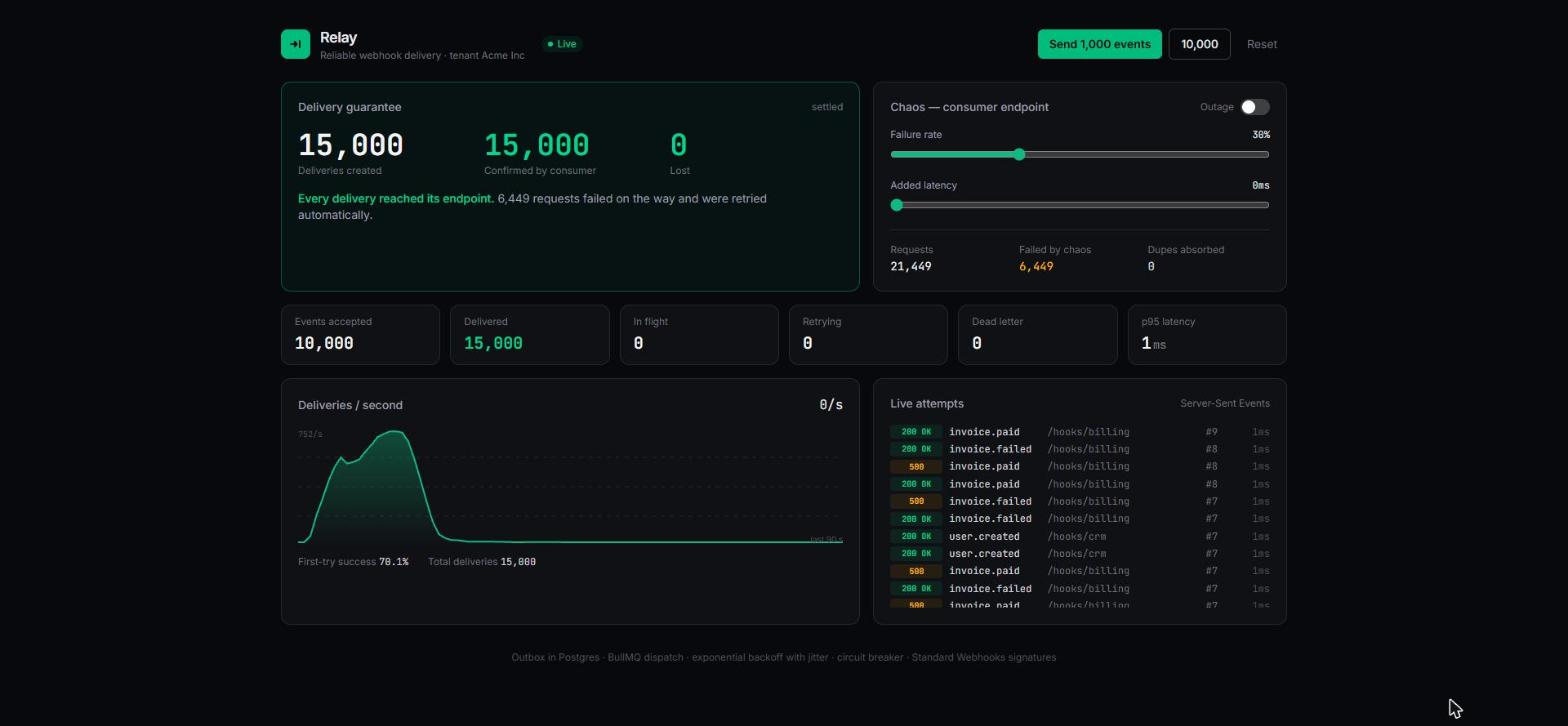 Relay
Reliable webhook delivery · tenant Acme Inc
Live
Send 1,000 events
10,000
Reset
Delivery guarantee
settled
15,000
15,000
0
Deliveries created
Confirmed by consumer
Lost
Every delivery reached its endpoint. 6,449 requests failed on the way and were retried
automatically.
Chaos — consumer endpoint
Outage
Failure rate
30%
Added latency
0ms
Requests
Failed by chaos
Dupes absorbed
21,449
6,449
0
Events accepted
10,000
Delivered
15,000
In flight
0
Retrying
0
Dead letter
0
p95 latency
1ms
Deliveries / second
0/s
752/s
last 90 s
First-try success 70.1%
Total deliveries 15,000
Live attempts
Server-Sent Events
200 OK invoice.paid /hooks/billing #9 1ms
200 OK invoice.failed /hooks/billing #8 1ms
500 invoice.paid /hooks/billing #8 1ms
200 OK invoice.paid /hooks/billing #8 1ms
500 invoice.failed /hooks/billing #7 1ms
200 OK invoice.failed /hooks/billing #7 1ms
200 OK user.created /hooks/crm #7 1ms
200 OK user.created /hooks/crm #7 1ms
500 invoice.paid /hooks/billing #7 1ms
200 OK invoice.failed /hooks/billing #7 1ms
500 invoice.paid /hooks/billing #7 1ms
Outbox in Postgres · BullMQ dispatch · exponential backoff with jitter · circuit breaker · Standard Webhooks signatures